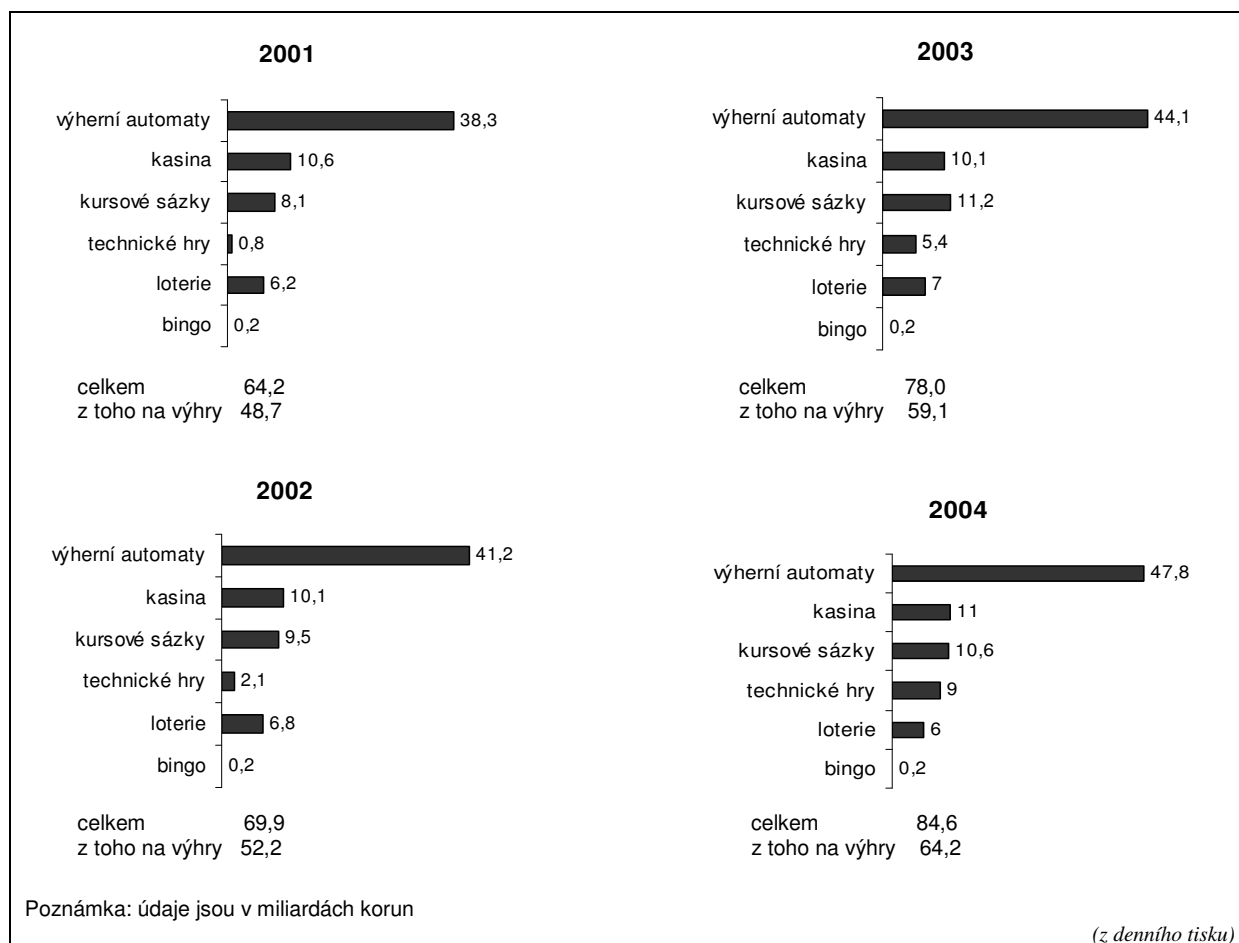 2001
výherní automaty 38,3
kasina 10,6
kursové sázky 8,1
technické hry 0,8
loterie 6,2
bingo 0,2
celkem 64,2
z toho na výhry 48,7
2003
výherní automaty 44,1
kasina 10,1
kursové sázky 11,2
technické hry 5,4
loterie 7
bingo 0,2
celkem 78,0
z toho na výhry 59,1
2002
výherní automaty 41,2
kasina 10,1
kursové sázky 9,5
technické hry 2,1
loterie 6,8
bingo 0,2
celkem 69,9
z toho na výhry 52,2
2004
výherní automaty 47,8
kasina 11
kursové sázky 10,6
technické hry 9
loterie 6
bingo 0,2
celkem 84,6
z toho na výhry 64,2
Poznámka: údaje jsou v miliardách korun
(z denního tisku)